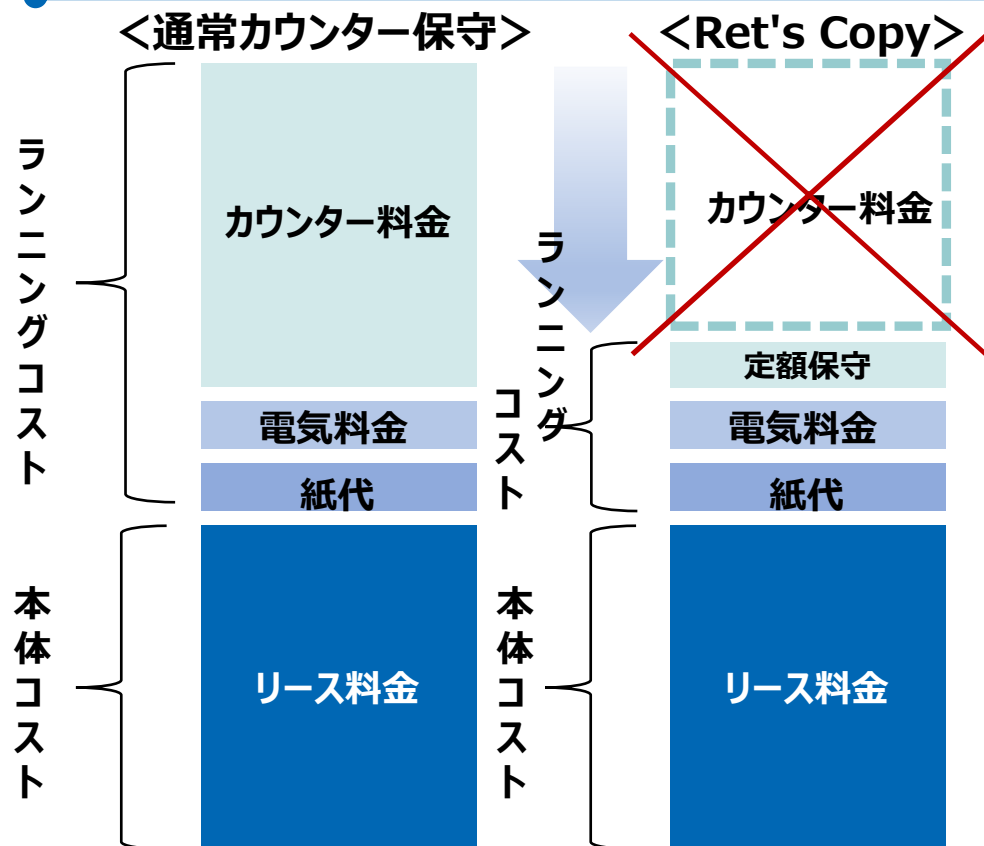 ＜通常カウンター保守＞
ランニングコスト
カウンター料金
電気料金
紙代
本体コスト
リース料金
＜Ret's Copy＞
カウンター料金
ランニング
コスト
定額保守
電気料金
紙代
本体コスト
リース料金